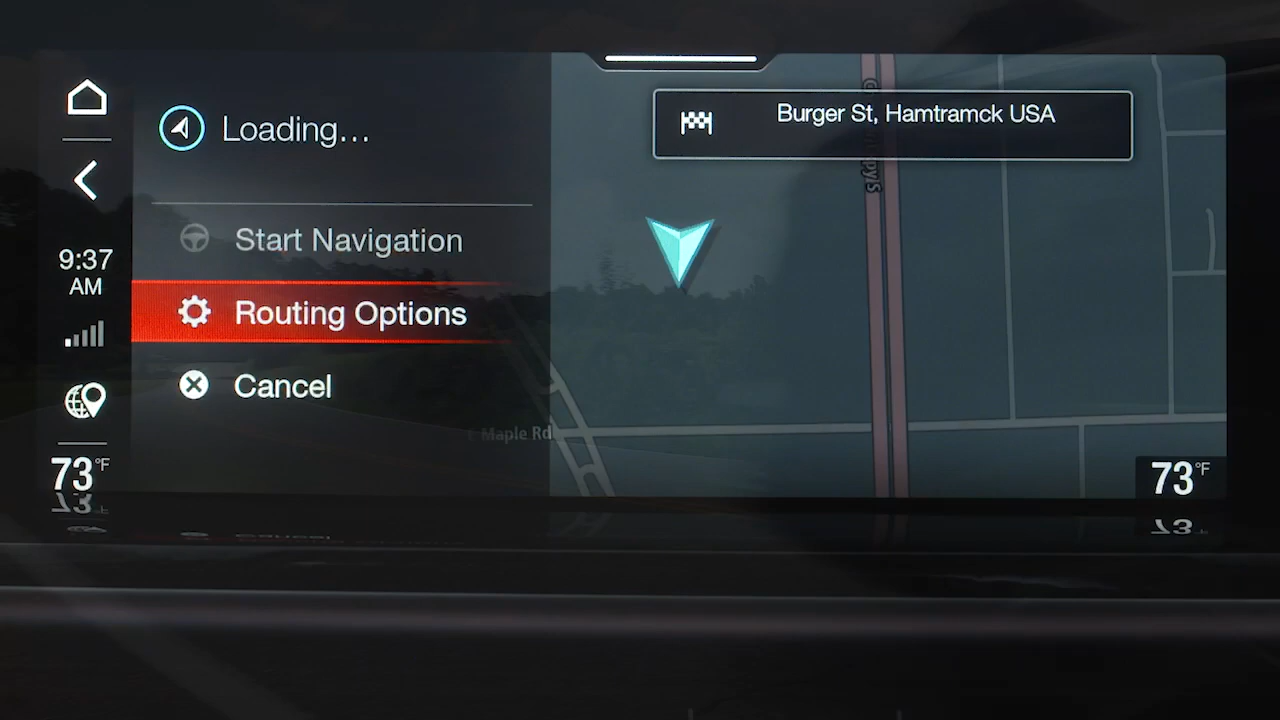 Loading...
Burger St, Hamtramck USA
Start Navigation
9:37
AM
Routing Options
Cancel
Maple Rd
73°F
73°F